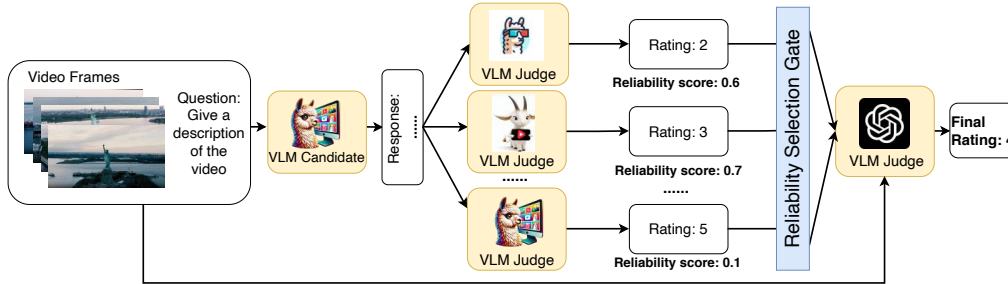 Video Frames
Question:
Give a
description
of the
video
VLM Candidate
Response:
......
VLM Judge
Rating: 2
Reliability score: 0.6
VLM Judge
Rating: 3
Reliability score: 0.7
......
......
VLM Judge
Rating: 5
Reliability score: 0.1
Reliability Selection Gate
VLM Judge
Final
Rating: 4